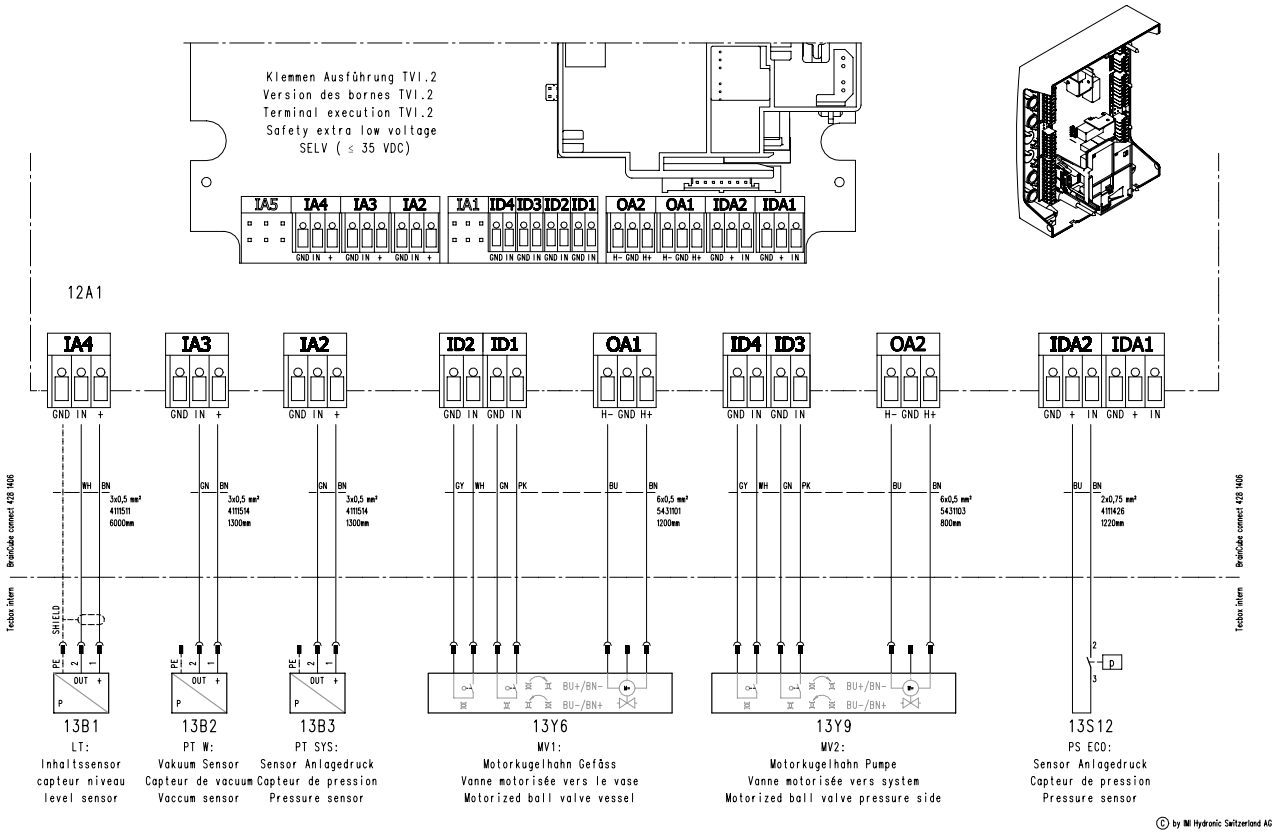 Klemmen Ausführung TVI.2
Version des bornes TVI.2
Terminal execution TVI.2
Safety extra low voltage
SELV ( ≤ 35 VDC)
IA5 IA4 IA3 IA2 IA1 ID4 ID3 ID2 ID1 OA2 OA1 IDA2 IDA1
GND IN + GND IN + GND IN + GND IN GND IN GND IN GND IN H- GND H+ H- GND H+ GND + IN GND + IN
12A1
IA4 IA3 IA2 ID2 ID1 OA1 ID4 ID3 OA2 IDA2 IDA1
GND IN + GND IN + GND IN + GND IN GND IN H- GND H+ GND IN GND IN H- GND H+ GND + IN GND + IN
WH BN GN BN GN BN GY WH GN PK BU BN GY WH GN PK BU BN BU BN
3x0,5 mm² 3x0,5 mm² 3x0,5 mm² 6x0,5 mm² 6x0,5 mm² 2x0,75 mm²
4111511 4111514 4111514 5431101 5431103 4111426
6000mm 1300mm 1300mm 1200mm 800mm 1220mm
BrainCube connect 428 1406
BrainCube connect 428 1406
Tecbox intern
Tecbox intern
SHIELD
PE 2 1 PE 2 1 PE 2 1
2
P
3
OUT + OUT + OUT +
P P P
M~ M~
BU+/BN- BU+/BN-
BU-/BN+ BU-/BN+
13B1 13B2 13B3 13Y6 13Y9 13S12
LT: PT W: PT SYS: MV1: MV2: PS ECO:
Inhaltssensor Vakuum Sensor Sensor Anlagedruck Motorkugelhahn Gefäss Motorkugelhahn Pumpe Sensor Anlagedruck
capteur niveau Capteur de vacuum Capteur de pression Vanne motorisée vers le vase Vanne motorisée vers system Capteur de pression
level sensor Vaccum sensor Pressure sensor Motorized ball valve vessel Motorized ball valve pressure side Pressure sensor
© by IMI Hydronic Switzerland AG